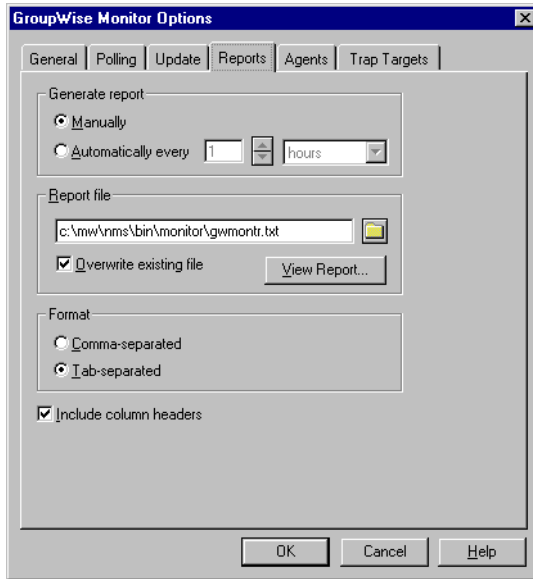 GroupWise Monitor Options
General Polling Update Reports Agents Trap Targets
Generate report
Manually
Automatically every 1 hours
Report file
c:\mw\nms\bin\monitor\gwmontr.txt
Overwrite existing file View Report...
Format
Comma-separated
Tab-separated
Include column headers
OK Cancel Help